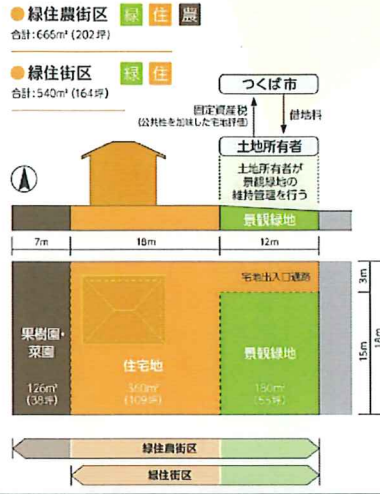 緑住農街区 緑 住 農
合計:666m² (202坪)
緑住街区 緑 住
合計:540m² (164坪)
つくば市
固定資産税
(公共性を加味した宅地評価)
借地料
土地所有者
土地所有者が
景観緑地の
維持管理を行う
景観緑地
7m
18m
12m
宅地出入口通路
3m
15m
18m
果樹園・
菜園
126m²
(38坪)
住宅地
360m²
(109坪)
景観緑地
180m²
(55坪)
緑住農街区
緑住街区